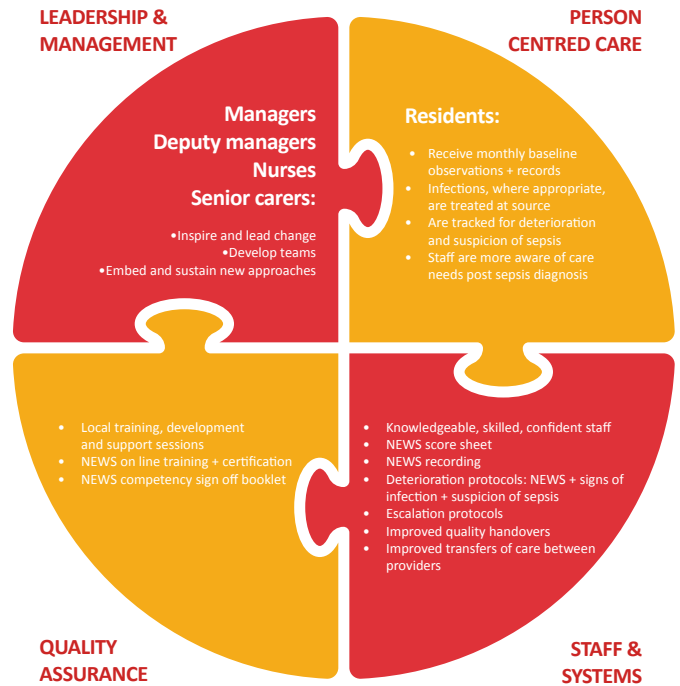 LEADERSHIP &
MANAGEMENT
PERSON
CENTRED CARE
Managers
Deputy managers
Nurses
Senior carers:
•Inspire and lead change
•Develop teams
•Embed and sustain new approaches
Residents:
• Receive monthly baseline
observations + records
• Infections, where appropriate,
are treated at source
• Are tracked for deterioration
and suspicion of sepsis
• Staff are more aware of care
needs post sepsis diagnosis
• Local training, development
and support sessions
• NEWS on line training + certification
• NEWS competency sign off booklet
• Knowledgeable, skilled, confident staff
• NEWS score sheet
• NEWS recording
• Deterioration protocols: NEWS + signs of
infection + suspicion of sepsis
• Escalation protocols
• Improved quality handovers
• Improved transfers of care between
providers
QUALITY
ASSURANCE
STAFF &
SYSTEMS